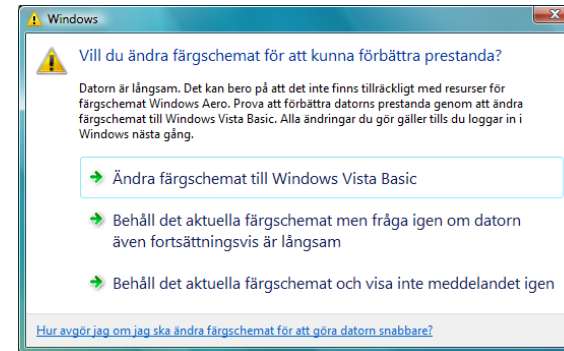 Windows
Vill du ändra färgschemat för att kunna förbättra prestanda?
Datorn är långsam. Det kan bero på att det inte finns tillräckligt med resurser för
färgschemat Windows Aero. Prova att förbättra datorns prestanda genom att ändra
färgschemat till Windows Vista Basic. Alla ändringar du gör gäller tills du loggar in i
Windows nästa gång.
Ändra färgschemat till Windows Vista Basic
Behåll det aktuella färgschemat men fråga igen om datorn
även fortsättningsvis är långsam
Behåll det aktuella färgschemat och visa inte meddelandet igen
Hur avgör jag om jag ska ändra färgschemat för att göra datorn snabbare?